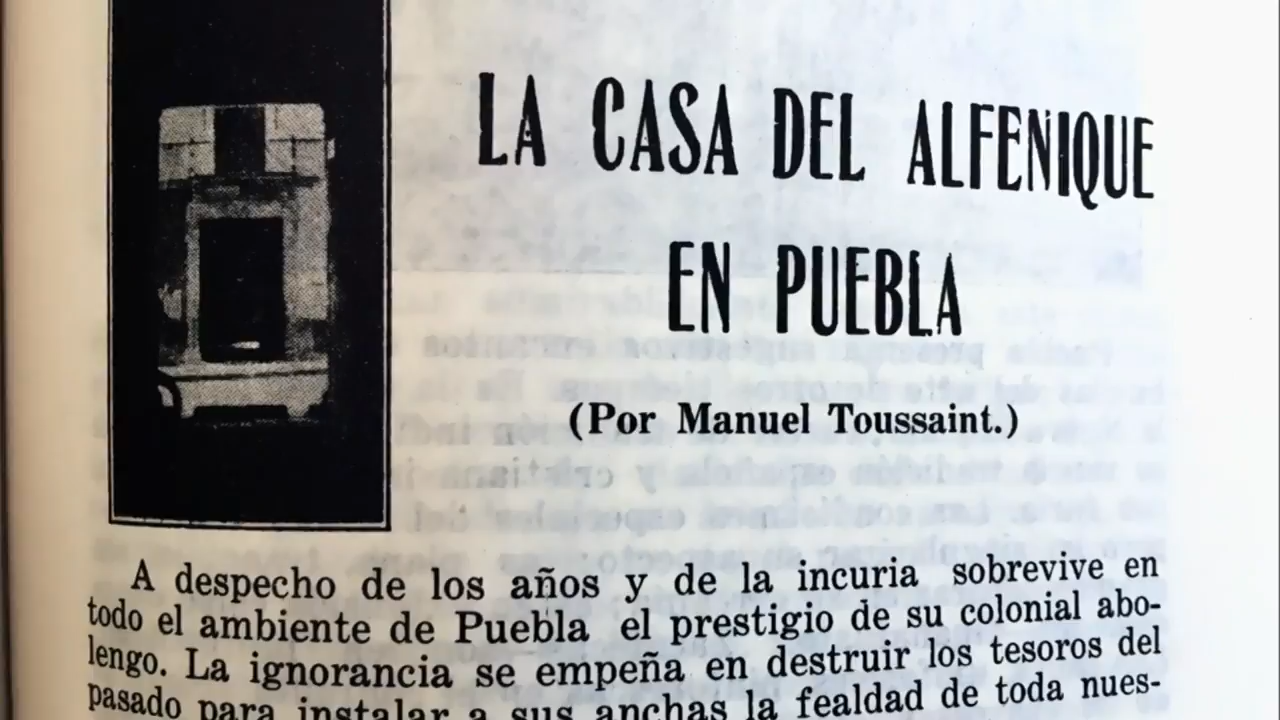 LA CASA DEL ALFENIQUE
EN PUEBLA
(Por Manuel Toussaint.)
A despecho de los años y de la incuria sobrevive en
todo el ambiente de Puebla el prestigio de su colonial abo-
lengo. La ignorancia se empeña en destruir los tesoros del
pasado para instalar a sus anchas la fealdad de toda nues-